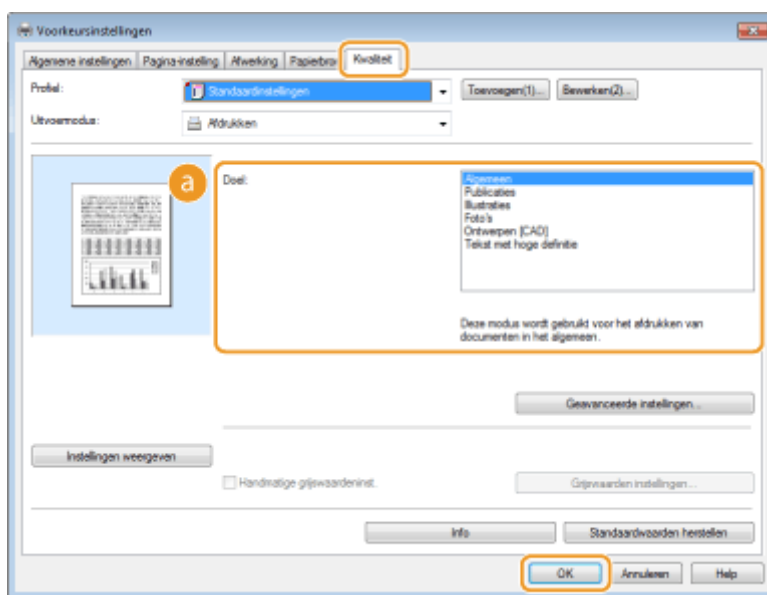 Voorkeursinstellingen
Algemene instellingen Pagina-instelling Afwerking Papierbron Kwaliteit
Profiel: Standaardinstellingen Toevoegen(1)... Bewerken(2)...
Uitvoermodus: Afdrukken
a
Doel: Algemeen
Publicaties
Illustraties
Foto's
Ontwerpen [CAD]
Tekst met hoge definitie
Deze modus wordt gebruikt voor het afdrukken van
documenten in het algemeen.
Geavanceerde instellingen...
Instellingen weergeven
Handmatige grijswaardeninst.
Grijswaarden instellingen...
Info Standaardwaarden herstellen
OK Annuleren Help